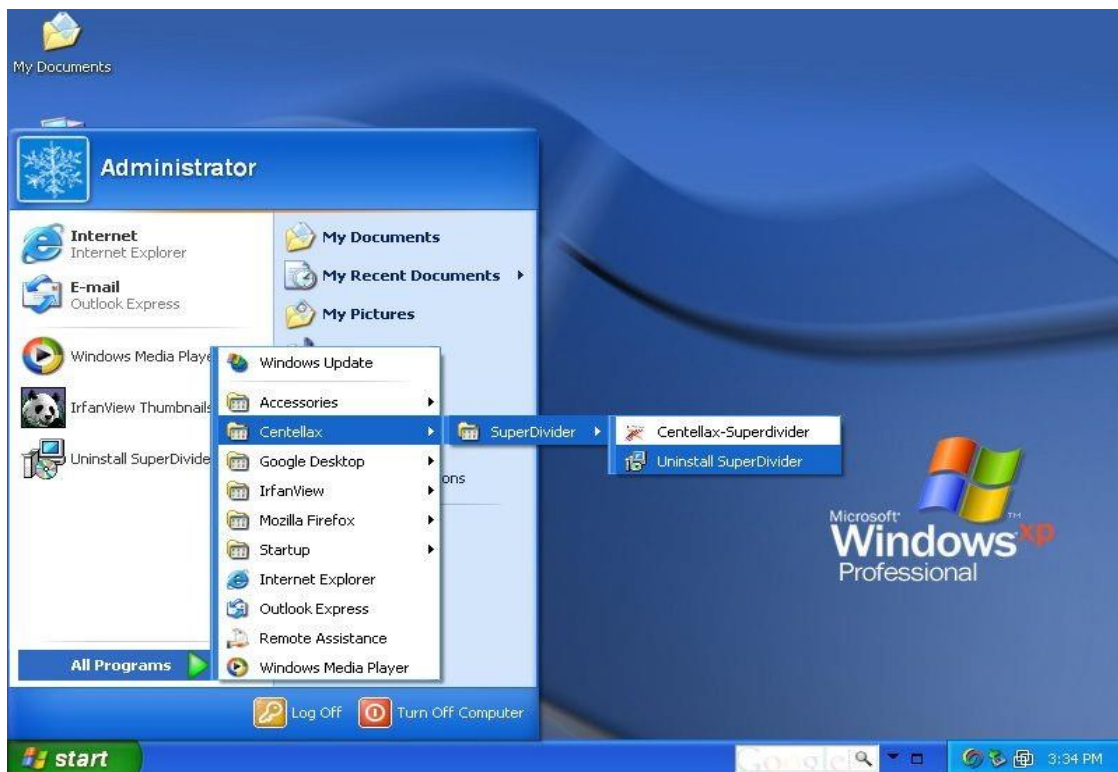 My Documents
Administrator
Internet
Internet Explorer
E-mail
Outlook Express
Windows Media Playe
IrfanView Thumbnails
Uninstall SuperDivide
All Programs
My Documents
My Recent Documents
My Pictures
ons
Windows Update
Accessories
Centellax
Google Desktop
IrfanView
Mozilla Firefox
Startup
Internet Explorer
Outlook Express
Remote Assistance
Windows Media Player
SuperDivider
Centellax-Superdivider
Uninstall SuperDivider
Log Off
Turn Off Computer
Microsoft
Windows xp
TM
Professional
start
Google
3:34 PM